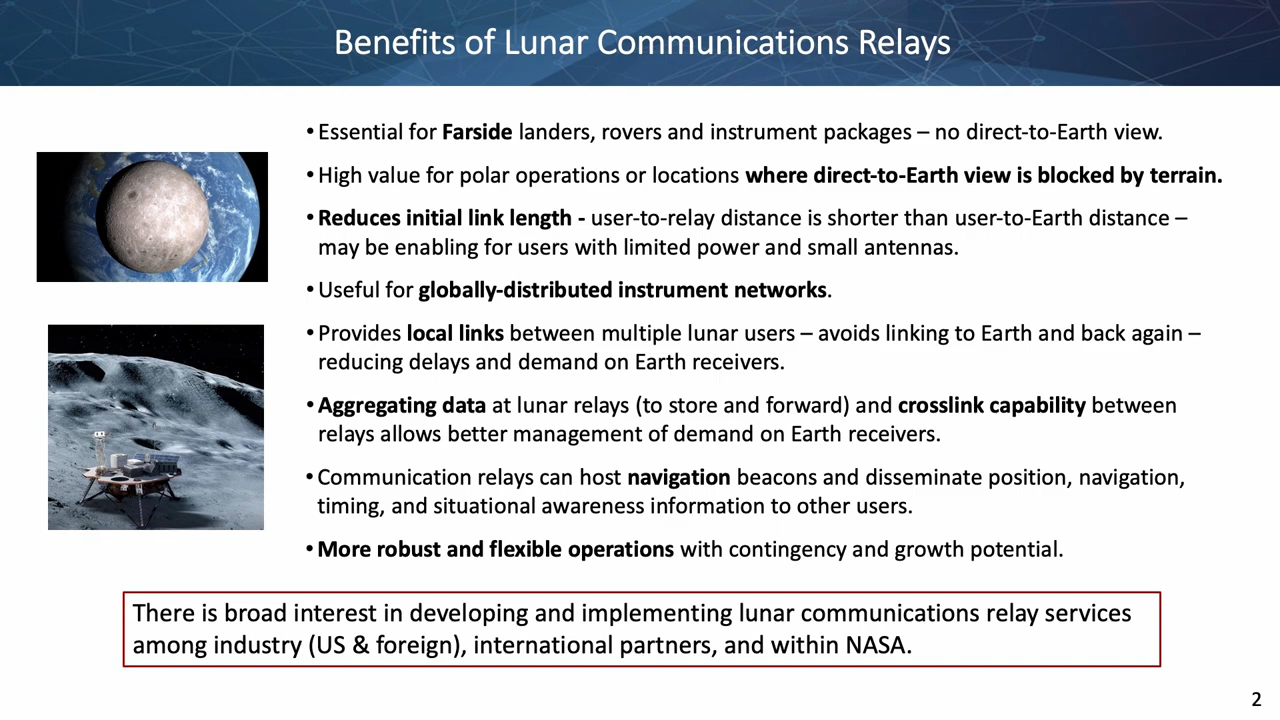 Benefits of Lunar Communications Relays
• Essential for Farside landers, rovers and instrument packages – no direct-to-Earth view.
• High value for polar operations or locations where direct-to-Earth view is blocked by terrain.
• Reduces initial link length - user-to-relay distance is shorter than user-to-Earth distance –
may be enabling for users with limited power and small antennas.
• Useful for globally-distributed instrument networks.
• Provides local links between multiple lunar users – avoids linking to Earth and back again –
reducing delays and demand on Earth receivers.
• Aggregating data at lunar relays (to store and forward) and crosslink capability between
relays allows better management of demand on Earth receivers.
• Communication relays can host navigation beacons and disseminate position, navigation,
timing, and situational awareness information to other users.
• More robust and flexible operations with contingency and growth potential.
There is broad interest in developing and implementing lunar communications relay services
among industry (US & foreign), international partners, and within NASA.
2